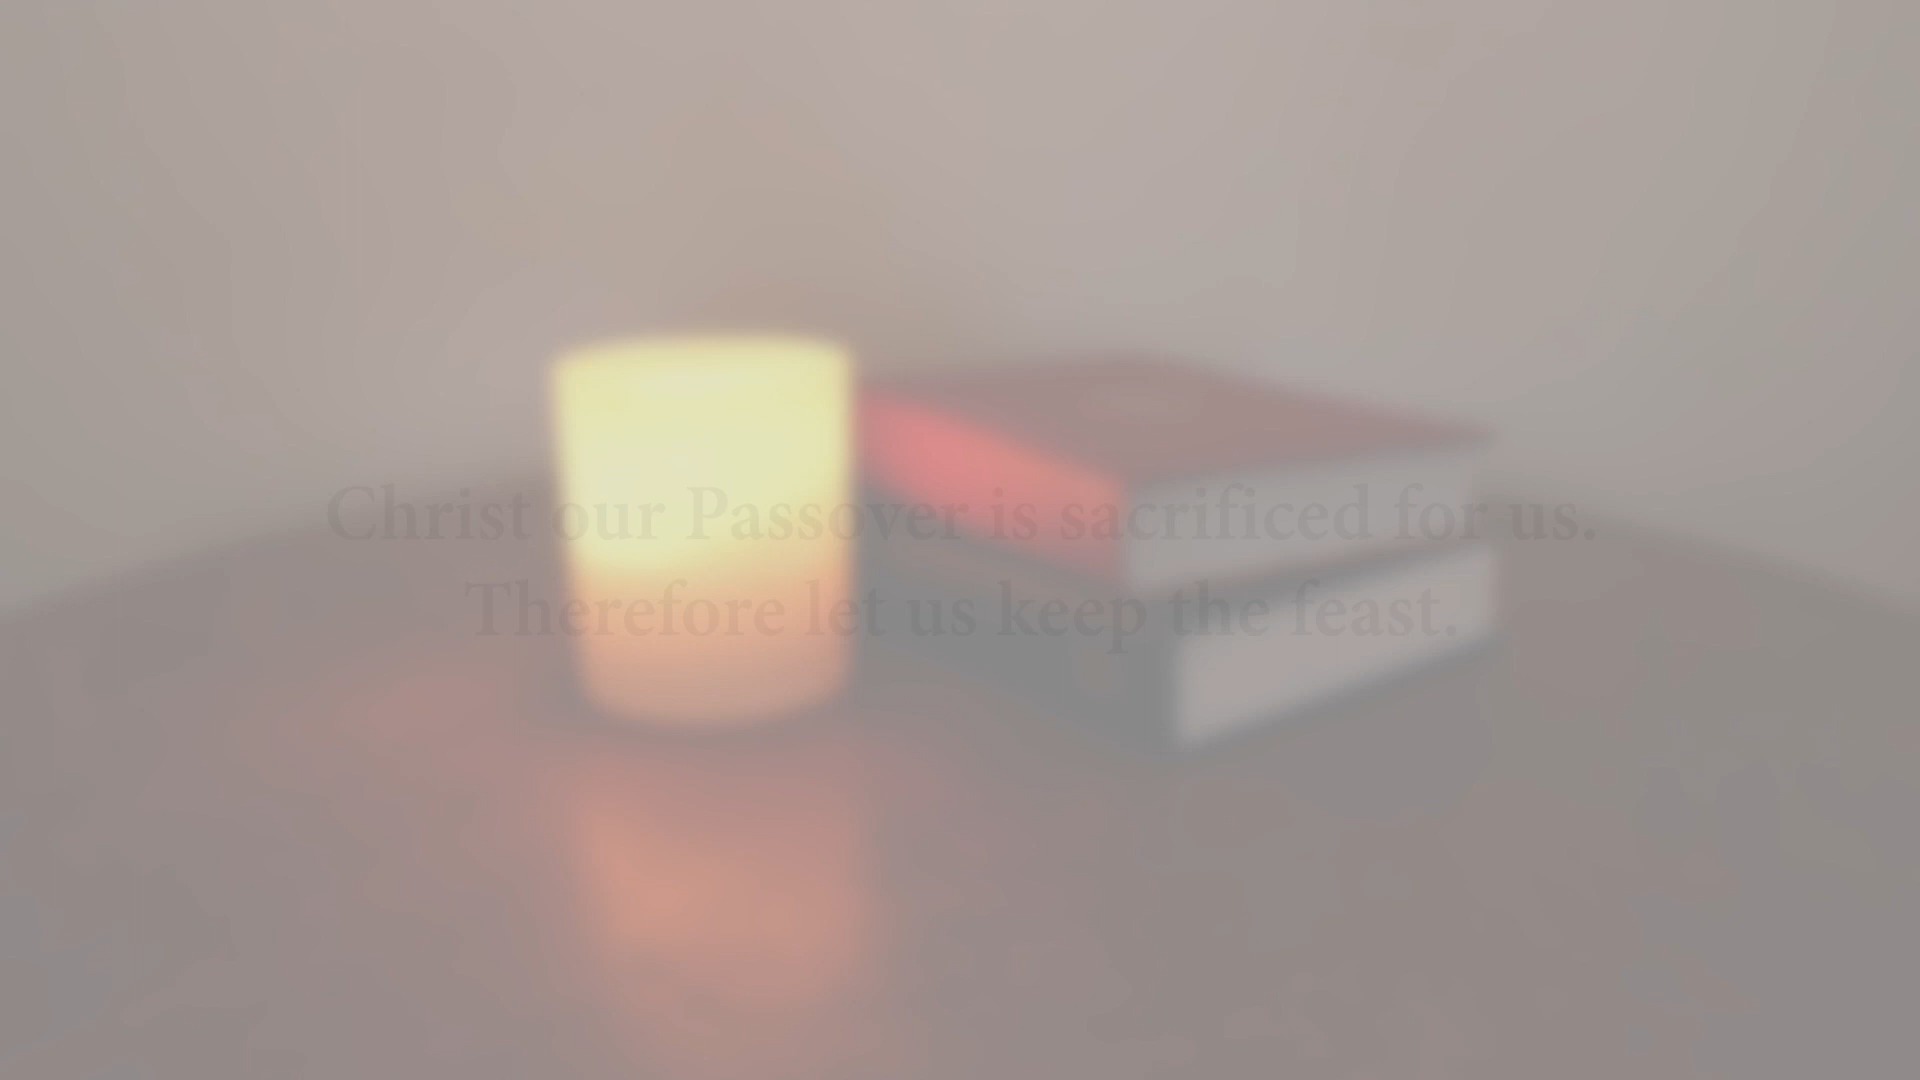 Christ our Passover is sacrificed for us.
Therefore let us keep the feast.